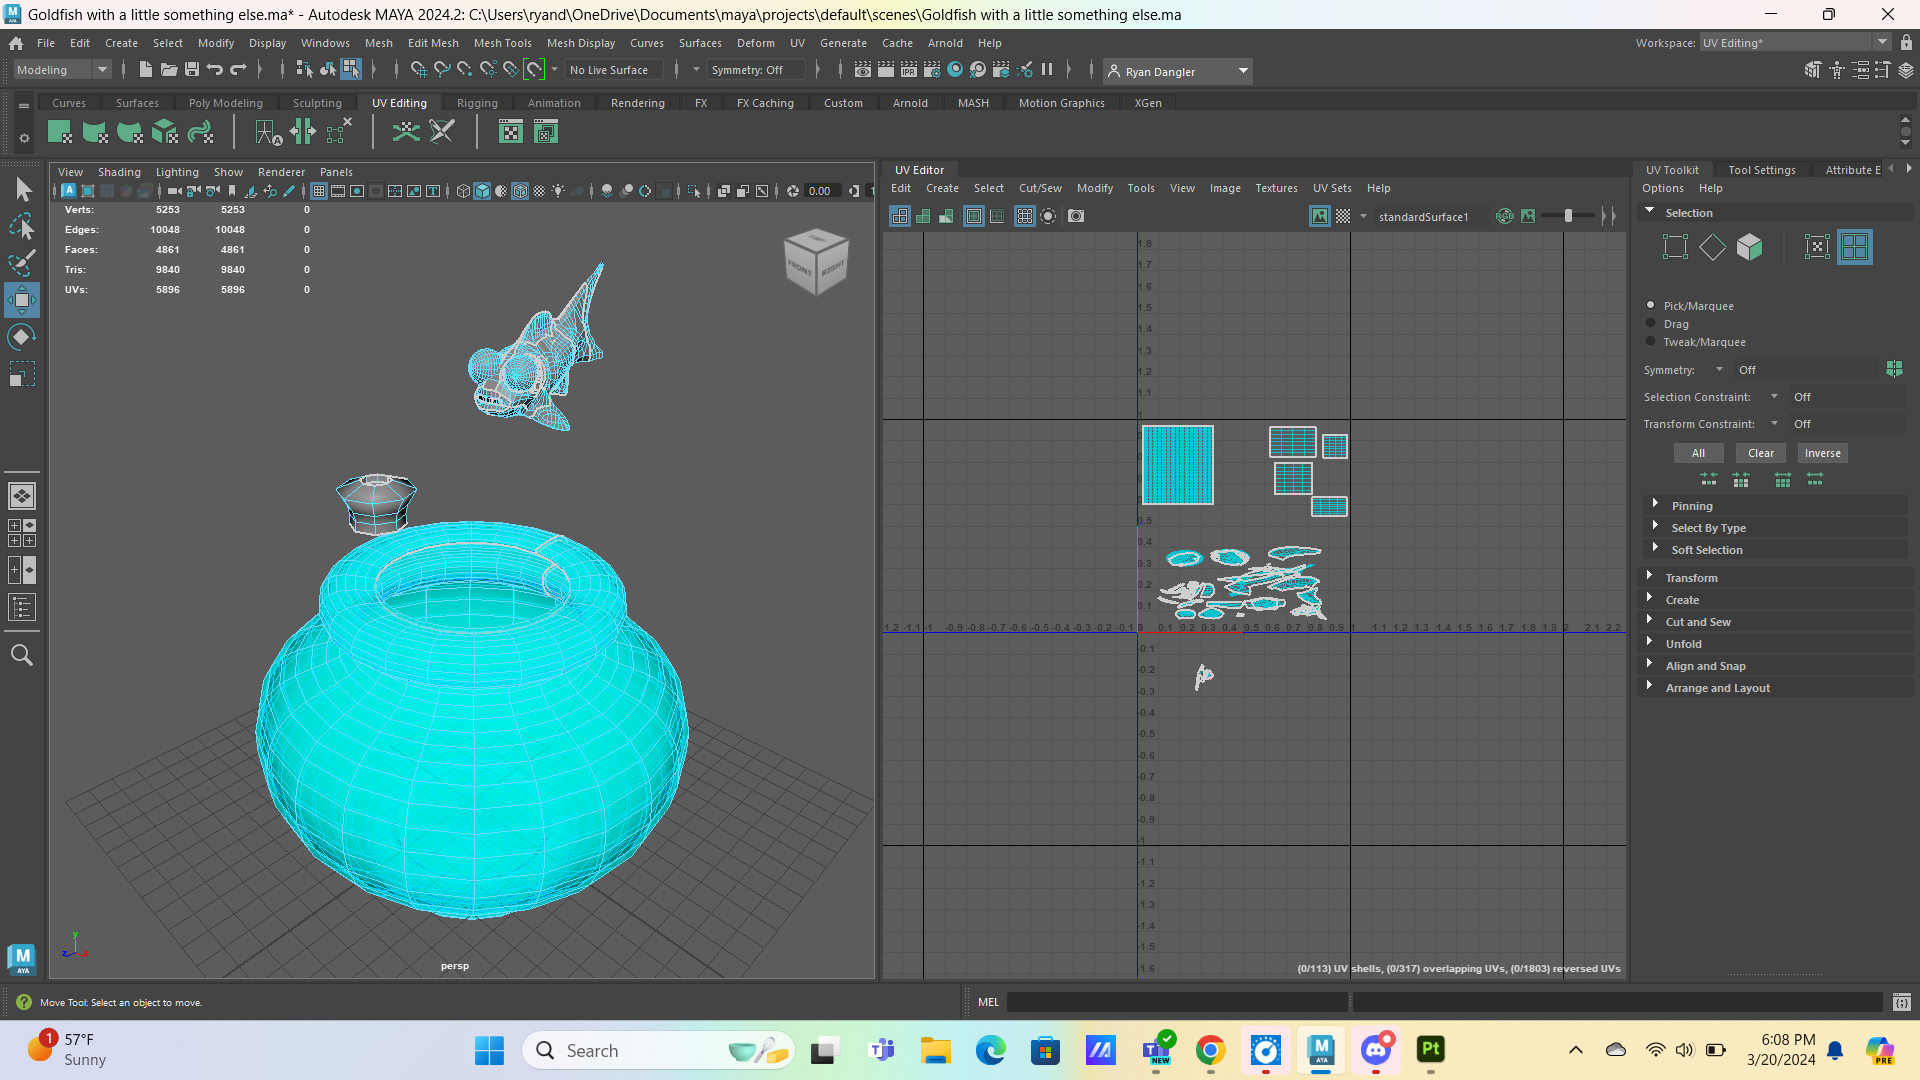 Goldfish with a little something else.ma* - Autodesk MAYA 2024.2: C:\Users\ryand\OneDrive\Documents\maya\projects\default\scenes\Goldfish with a little something else.ma
File Edit Create Select Modify Display Windows Mesh Edit Mesh Mesh Tools Mesh Display Curves Surfaces Deform UV Generate Cache Arnold Help
Workspace: UV Editing*
Modeling
No Live Surface
Symmetry: Off
Ryan Dangler
Curves Surfaces Poly Modeling Sculpting UV Editing Rigging Animation Rendering FX FX Caching Custom Arnold MASH Motion Graphics XGen
View Shading Lighting Show Renderer Panels
0.00
Verts: 5253 5253 0
Edges: 10048 10048 0
Faces: 4861 4861 0
Tris: 9840 9840 0
UVs: 5896 5896 0
FRONT RIGHT
persp
y
z x
UV Editor
Edit Create Select Cut/Sew Modify Tools View Image Textures UV Sets Help
standardSurface1
1.8
1.7
1.6
1.5
1.4
1.3
1.2
1.1
1
0.5
0.4
0.3
0.2
0.1
-1.2 -1.1 -1 -0.9 -0.8 -0.7 -0.6 -0.5 -0.4 -0.3 -0.2 -0.1 0 0.1 0.2 0.3 0.4 0.5 0.6 0.7 0.8 0.9 1 1.1 1.2 1.3 1.4 1.5 1.6 1.7 1.8 1.9 2 2.1 2.2
-0.1
-0.2
-0.3
-0.4
-0.5
-0.6
-0.7
-0.8
-0.9
-1
-1.1
-1.2
-1.3
-1.4
-1.5
-1.6
(0/113) UV shells, (0/317) overlapping UVs, (0/1803) reversed UVs
UV Toolkit Tool Settings Attribute E
Options Help
Selection
Pick/Marquee
Drag
Tweak/Marquee
Symmetry: Off
Selection Constraint: Off
Transform Constraint: Off
All Clear Inverse
Pinning
Select By Type
Soft Selection
Transform
Create
Cut and Sew
Unfold
Align and Snap
Arrange and Layout
Move Tool: Select an object to move.
MEL
1
57°F
Sunny
Search
NEW
M
AYA
Pt
6:08 PM
3/20/2024
PRE